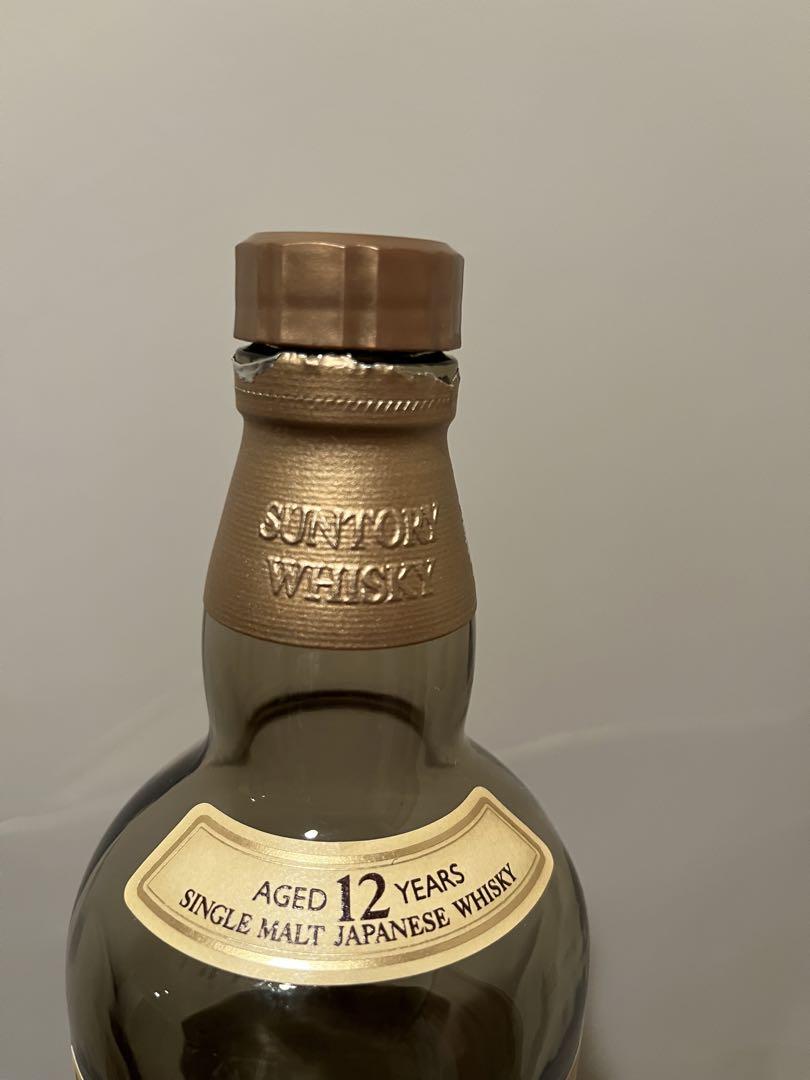 SUNTORY
WHISKY
AGED 12 YEARS
SINGLE MALT JAPANESE WHISKY